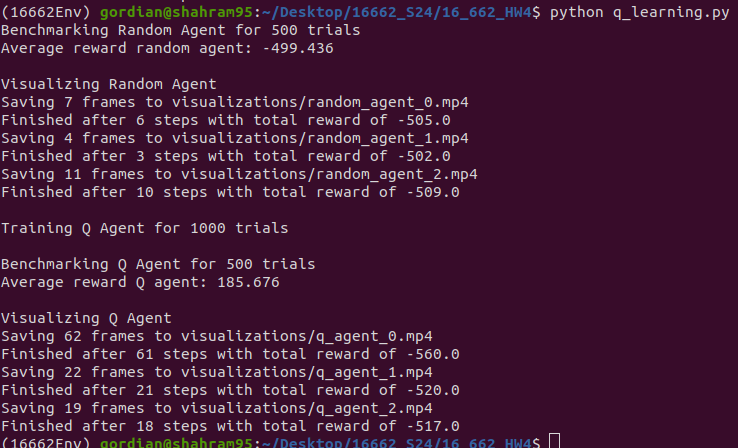 (16662Env) gordian@shahram95:~/Desktop/16662_S24/16_662_HW4$ python q_learning.py
Benchmarking Random Agent for 500 trials
Average reward random agent: -499.436
Visualizing Random Agent
Saving 7 frames to visualizations/random_agent_0.mp4
Finished after 6 steps with total reward of -505.0
Saving 4 frames to visualizations/random_agent_1.mp4
Finished after 3 steps with total reward of -502.0
Saving 11 frames to visualizations/random_agent_2.mp4
Finished after 10 steps with total reward of -509.0
Training Q Agent for 1000 trials
Benchmarking Q Agent for 500 trials
Average reward Q agent: 185.676
Visualizing Q Agent
Saving 62 frames to visualizations/q_agent_0.mp4
Finished after 61 steps with total reward of -560.0
Saving 22 frames to visualizations/q_agent_1.mp4
Finished after 21 steps with total reward of -520.0
Saving 19 frames to visualizations/q_agent_2.mp4
Finished after 18 steps with total reward of -517.0
(16662Env) gordian@shahram95:~/Desktop/16662_S24/16_662_HW4$